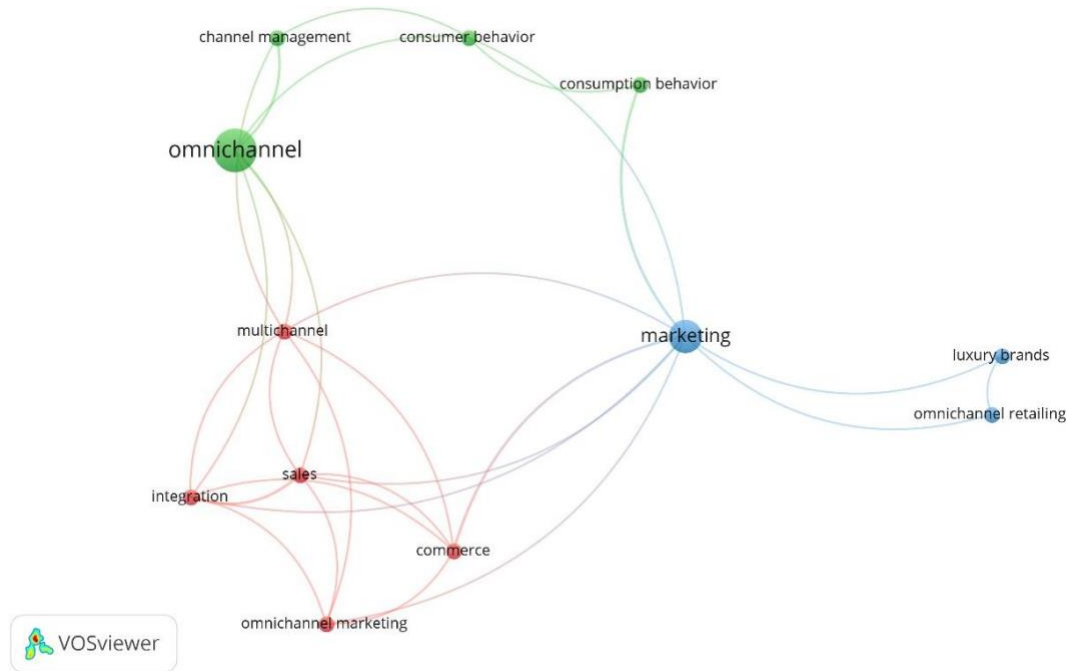 channel management
consumer behavior
consumption behavior
omnichannel
multichannel
marketing
luxury brands
omnichannel retailing
sales
integration
commerce
omnichannel marketing
VOSviewer